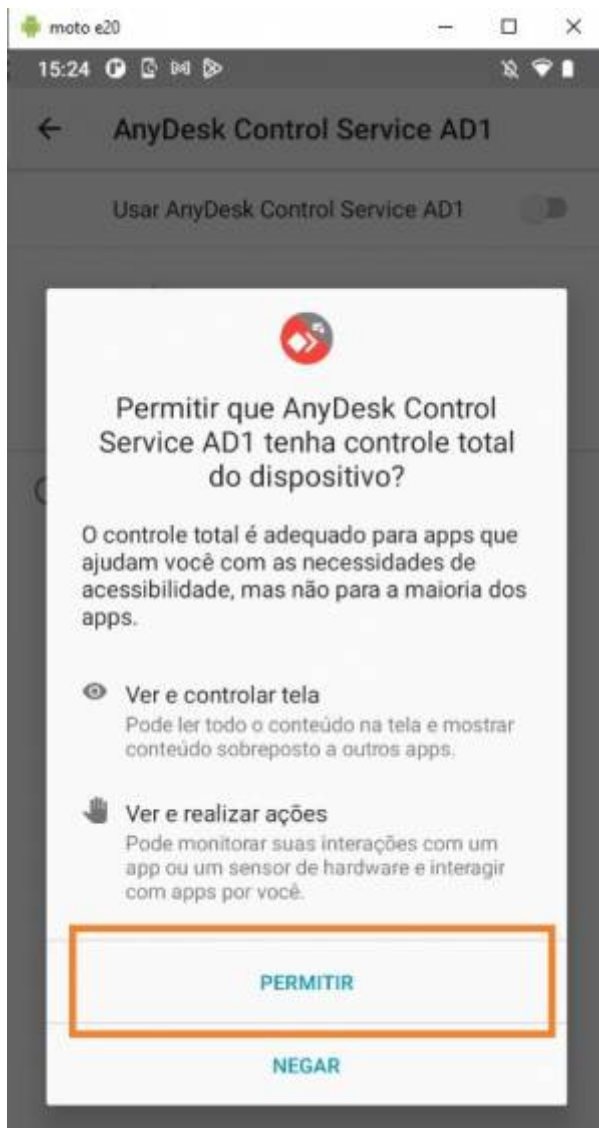 moto e20
15:24
AnyDesk Control Service AD1
Usar AnyDesk Control Service AD1
Permitir que AnyDesk Control
Service AD1 tenha controle total
do dispositivo?
O controle total é adequado para apps que
ajudam você com as necessidades de
acessibilidade, mas não para a maioria dos
apps.
Ver e controlar tela
Pode ler todo o conteúdo na tela e mostrar
conteúdo sobreposto a outros apps.
Ver e realizar ações
Pode monitorar suas interações com um
app ou um sensor de hardware e interagir
com apps por você.
PERMITIR
NEGAR